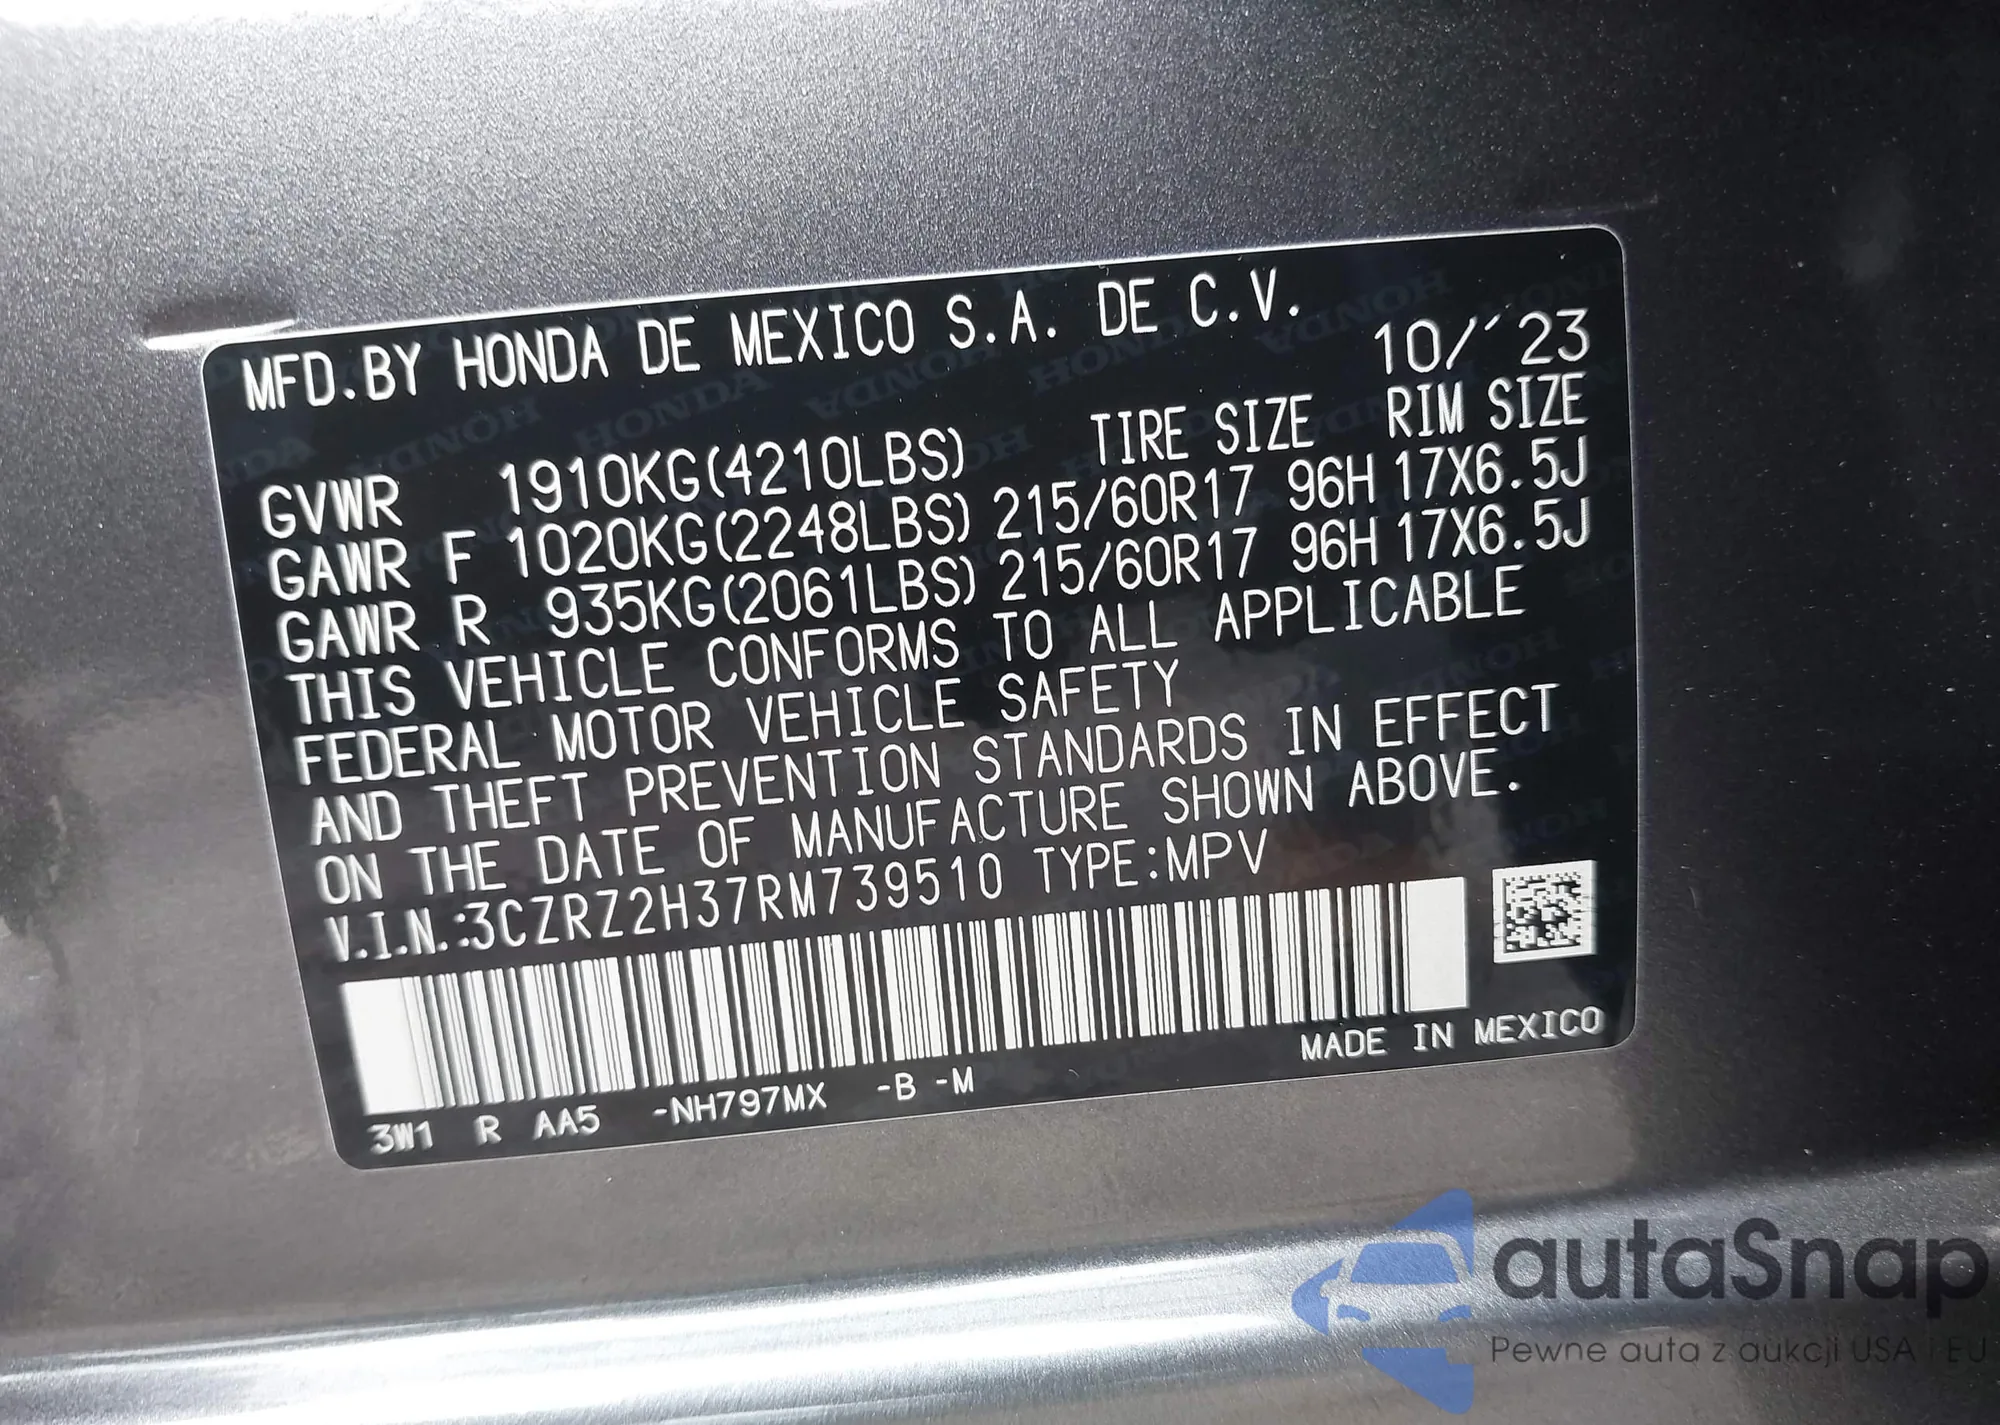 MFD.BY HONDA DE MEXICO S.A. DE C.V.
10/´23
TIRE SIZE RIM SIZE
GVWR 1910KG(4210LBS)
GAWR F 1020KG(2248LBS) 215/60R17 96H 17X6.5J
GAWR R 935KG(2061LBS) 215/60R17 96H 17X6.5J
THIS VEHICLE CONFORMS TO ALL APPLICABLE
FEDERAL MOTOR VEHICLE SAFETY
AND THEFT PREVENTION STANDARDS IN EFFECT
ON THE DATE OF MANUFACTURE SHOWN ABOVE.
V.I.N.:3CZRZ2H37RM739510 TYPE:MPV
MADE IN MEXICO
3W1 R AA5 -NH797MX -B -M
autaSnap
Pewne auta z aukcji USA i EU